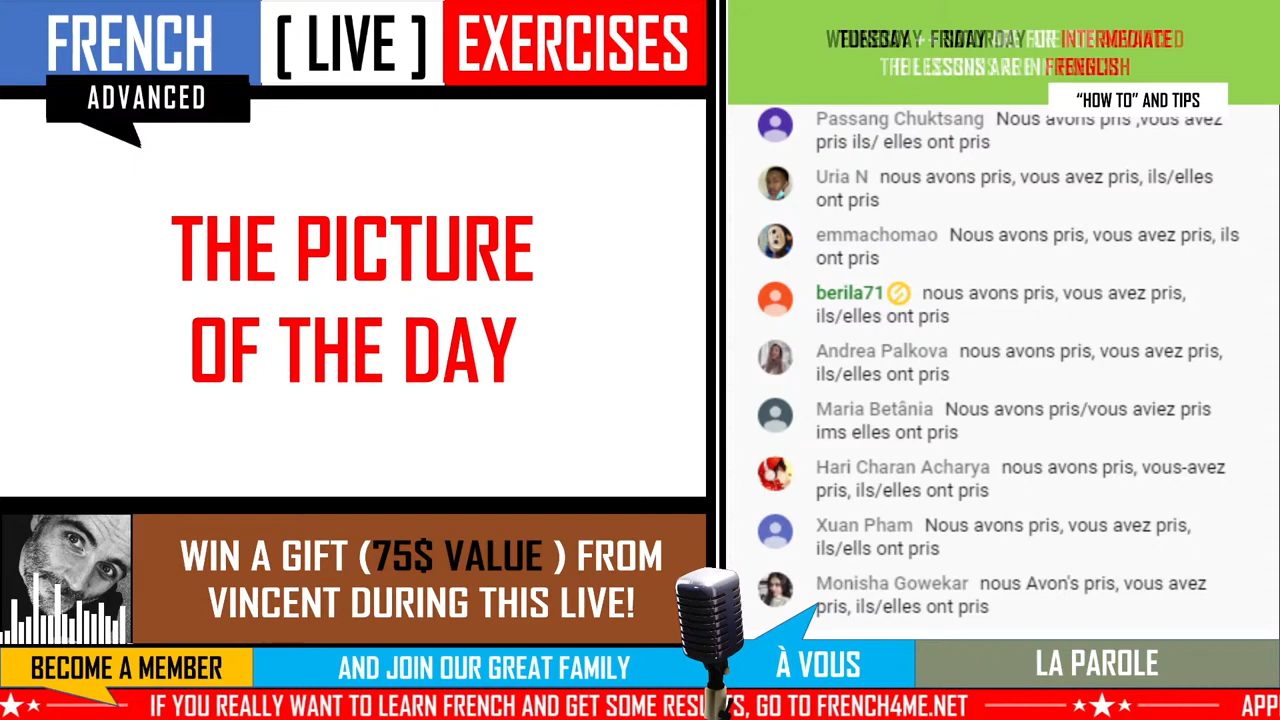 FRENCH
[ LIVE ]
EXERCISES
ADVANCED
THE PICTURE
OF THE DAY
WIN A GIFT (75$ VALUE ) FROM
VINCENT DURING THIS LIVE!
BECOME A MEMBER
AND JOIN OUR GREAT FAMILY
"HOW TO" AND TIPS
Passang Chuktsang Nous avons pris ,vous avez
pris ils/ elles ont pris
Uria N nous avons pris, vous avez pris, ils/elles
ont pris
emmachomao Nous avons pris, vous avez pris, ils
ont pris
berila71 nous avons pris, vous avez pris,
ils/elles ont pris
Andrea Palkova nous avons pris, vous avez pris,
ils/elles ont pris
Maria Betânia Nous avons pris/vous aviez pris
ims elles ont pris
Hari Charan Acharya nous avons pris, vous-avez
pris, ils/elles ont pris
Xuan Pham Nous avons pris, vous avez pris,
ils/ells ont pris
Monisha Gowekar nous Avon's pris, vous avez
pris, ils/elles ont pris
À VOUS
LA PAROLE
IF YOU REALLY WANT TO LEARN FRENCH AND GET SOME RESULTS, GO TO FRENCH4ME.NET
APP